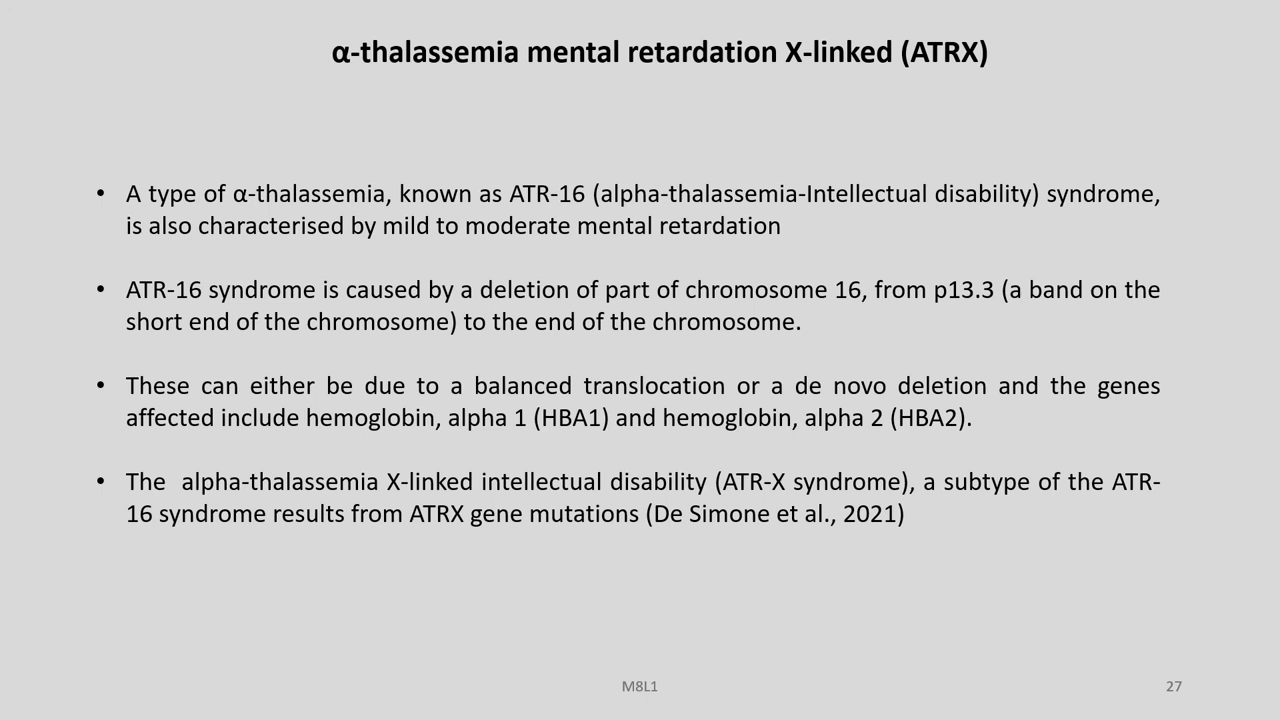 α-thalassemia mental retardation X-linked (ATRX)
• A type of α-thalassemia, known as ATR-16 (alpha-thalassemia-Intellectual disability) syndrome,
is also characterised by mild to moderate mental retardation
• ATR-16 syndrome is caused by a deletion of part of chromosome 16, from p13.3 (a band on the
short end of the chromosome) to the end of the chromosome.
• These can either be due to a balanced translocation or a de novo deletion and the genes
affected include hemoglobin, alpha 1 (HBA1) and hemoglobin, alpha 2 (HBA2).
• The alpha-thalassemia X-linked intellectual disability (ATR-X syndrome), a subtype of the ATR-
16 syndrome results from ATRX gene mutations (De Simone et al., 2021)
M8L1
27